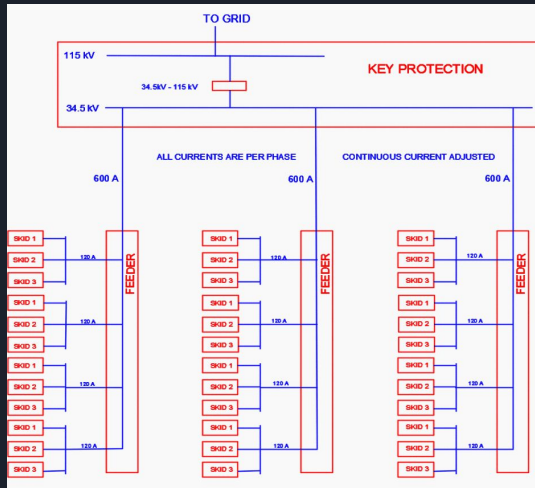 TO GRID
115 kV
KEY PROTECTION
34.5kV - 115 kV
34.5 kV
ALL CURRENTS ARE PER PHASE
CONTINUOUS CURRENT ADJUSTED
600 A
600 A
600 A
SKID 1
SKID 2
SKID 3
120 A
SKID 1
SKID 2
SKID 3
120 A
SKID 1
SKID 2
SKID 3
120 A
SKID 1
SKID 2
SKID 3
120 A
FEEDER
SKID 1
SKID 2
SKID 3
120 A
SKID 1
SKID 2
SKID 3
120 A
SKID 1
SKID 2
SKID 3
120 A
SKID 1
SKID 2
SKID 3
120 A
FEEDER
SKID 1
SKID 2
SKID 3
120 A
SKID 1
SKID 2
SKID 3
120 A
SKID 1
SKID 2
SKID 3
120 A
SKID 1
SKID 2
SKID 3
120 A
FEEDER